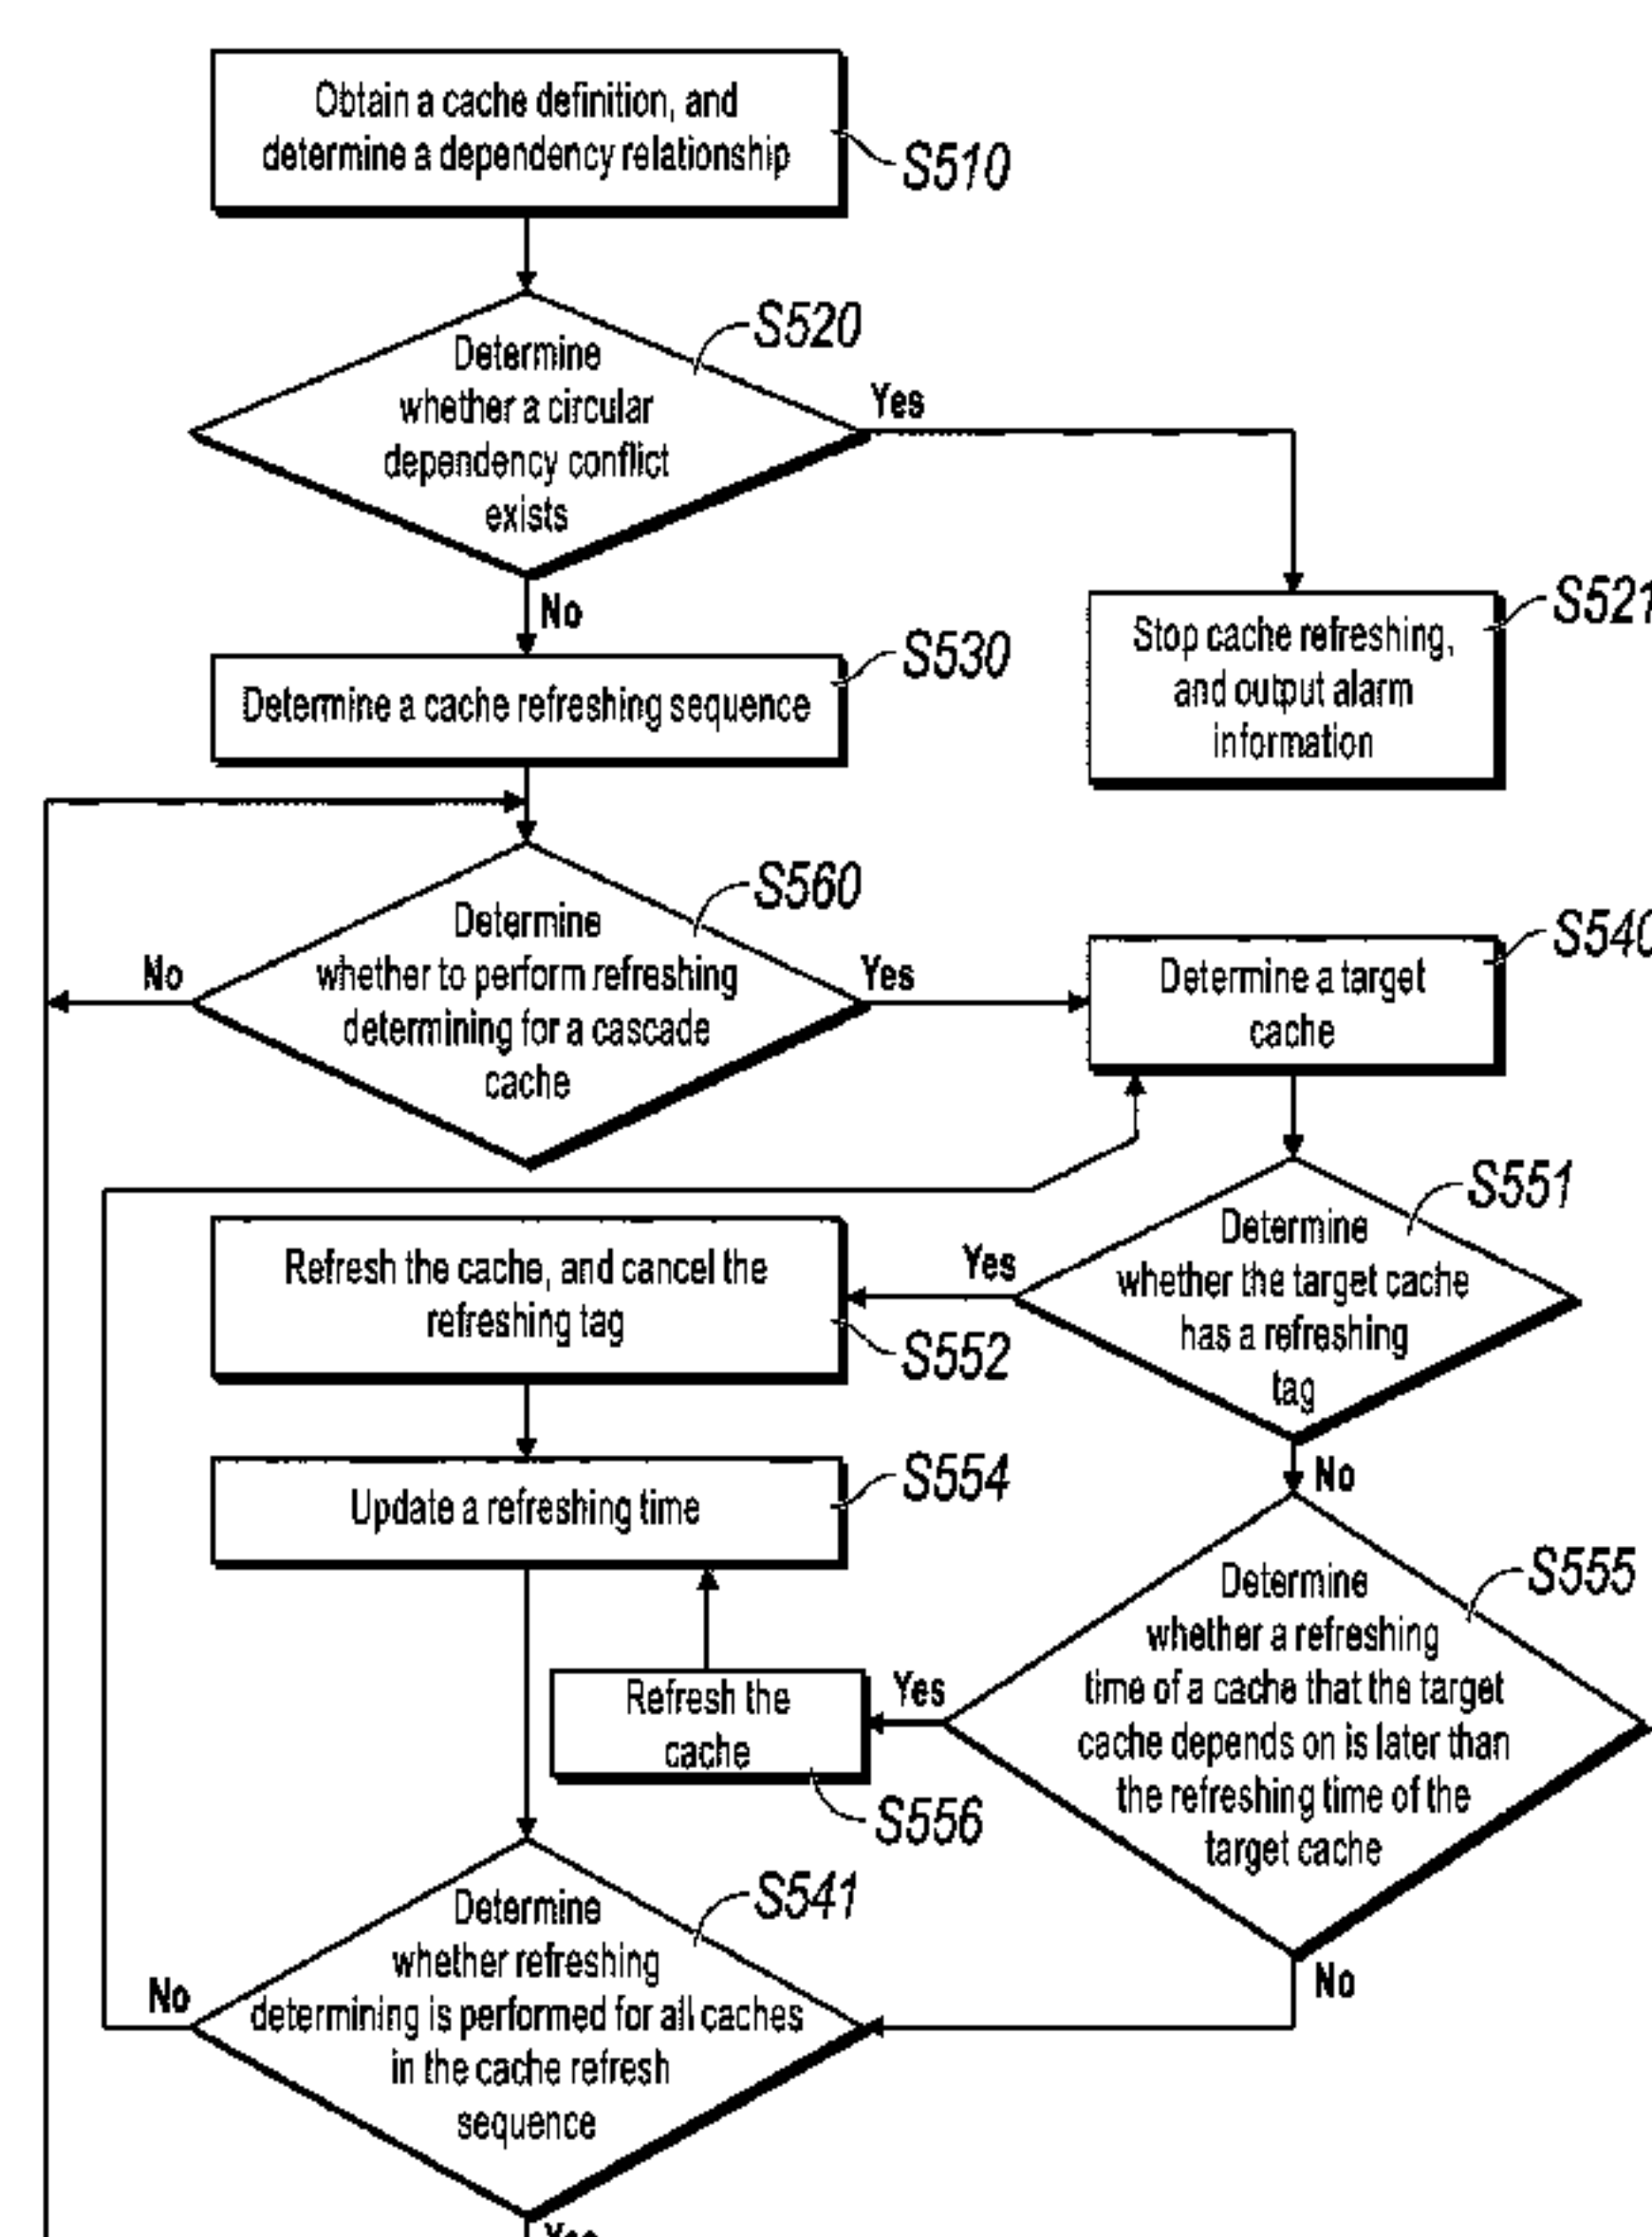 Obtain a cache definition, and
determine a dependency relationship
S510
Determine
whether a circular
dependency conflict
exists
S520
Yes
No
Stop cache refreshing,
and output alarm
information
S521
Determine a cache refreshing sequence
S530
Determine
whether to perform refreshing
determining for a cascade
cache
S560
No
Yes
Determine a target
cache
S540
Determine
whether the target cache
has a refreshing
tag
S551
Yes
No
Refresh the cache, and cancel the
refreshing tag
S552
Update a refreshing time
S554
Determine
whether a refreshing
time of a cache that the target
cache depends on is later than
the refreshing time of the
target cache
S555
Yes
No
Refresh the
cache
S556
Determine
whether refreshing
determining is performed for all caches
in the cache refresh
sequence
S541
No
Yes